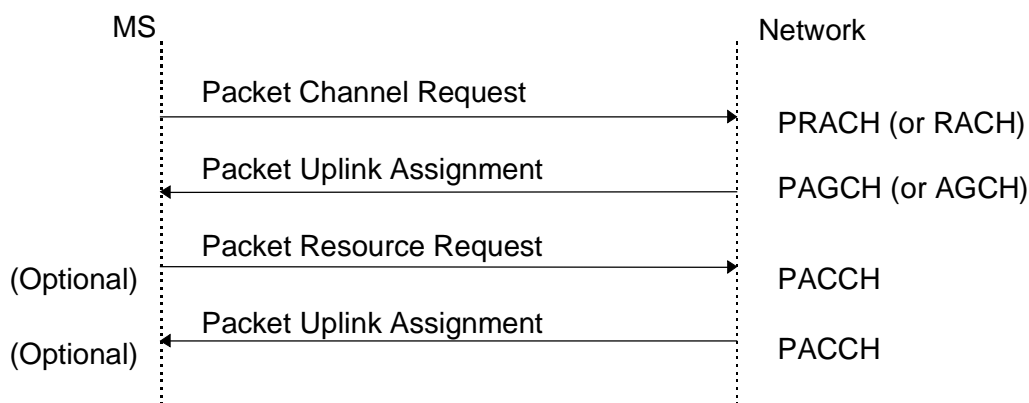 MS
Network
Packet Channel Request
PRACH (or RACH)
Packet Uplink Assignment
PAGCH (or AGCH)
Packet Resource Request
(Optional)
PACCH
Packet Uplink Assignment
(Optional)
PACCH